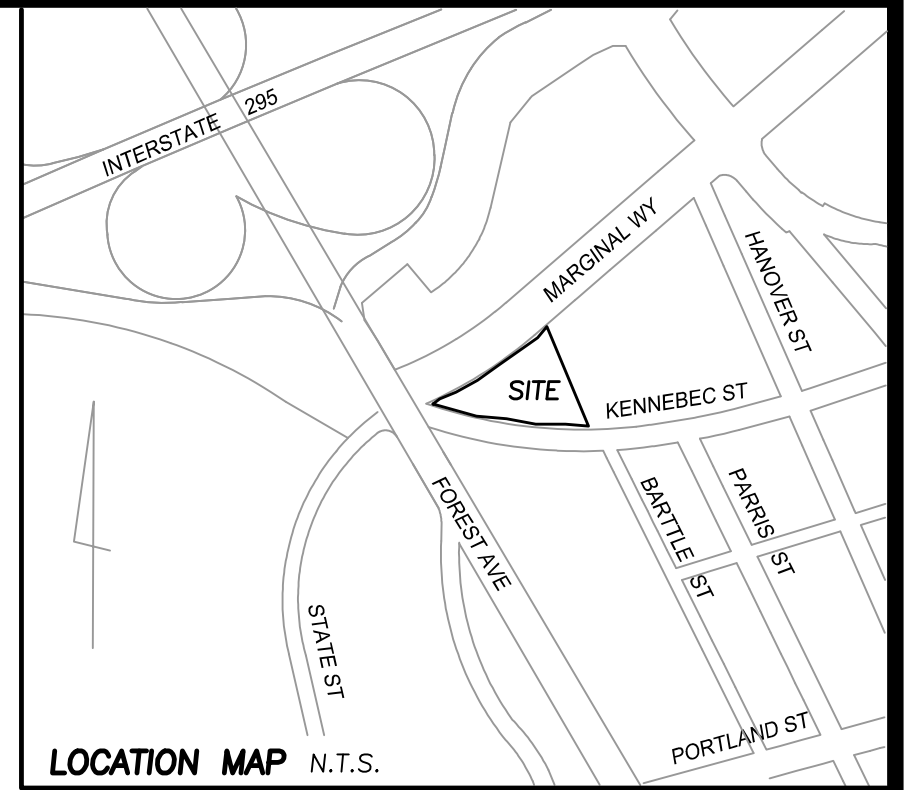 INTERSTATE 295
MARGINAL WY
HANOVER ST
SITE
KENNEBEC ST
FOREST AVE
BARTTLE ST
PARRIS ST
STATE ST
PORTLAND ST
LOCATION MAP N.T.S.